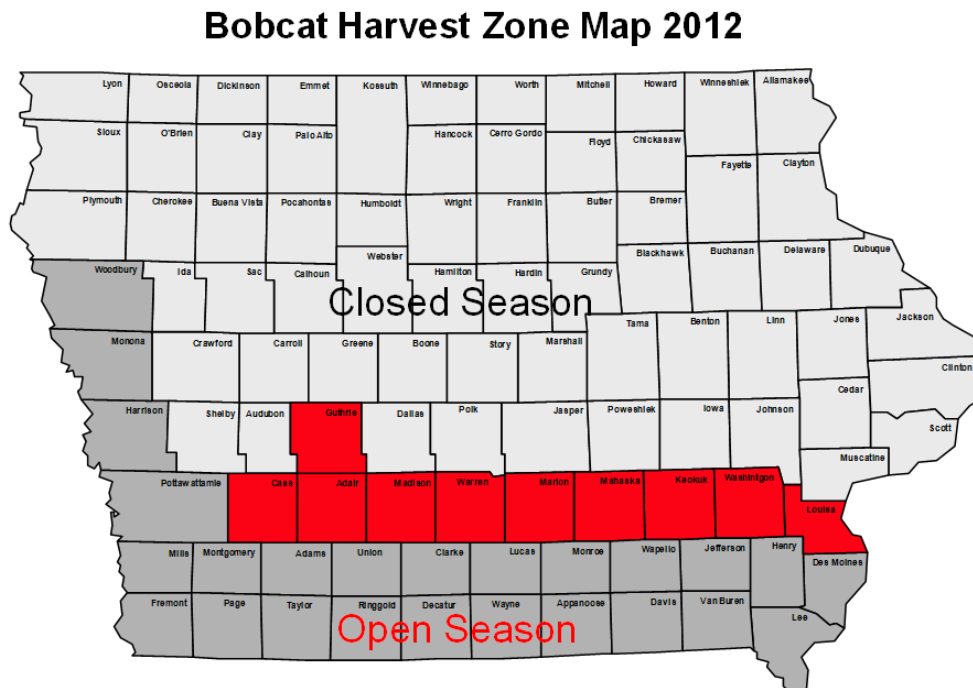 Bobcat Harvest Zone Map 2012
Lyon Osceola Dickinson Emmet Kossuth Winnebago Worth Mitchell Howard Winneshiek Allamakee
Sioux O'Brien Clay Palo Alto Hancock Cerro Gordo Floyd Chickasaw
Fayette Clayton
Plymouth Cherokee Buena Vista Pocahontas Humboldt Wright Franklin Butler Bremer
Webster Blackhawk Buchanan Delaware Dubuque
Woodbury Ida Sac Calhoun Hamilton Hardin Grundy
Closed Season
Tama Benton Linn Jones Jackson
Monona Crawford Carroll Greene Boone Story Marshall
Clinton
Cedar
Harrison Shelby Audubon Guthrie Dallas Polk Jasper Poweshiek Iowa Johnson Scott
Muscatine
Pottawattamie Cass Adair Madison Warren Marion Mahaska Keokuk Washintgon
Louisa
Mills Montgomery Adams Union Clarke Lucas Monroe Wapello Jefferson Henry Des Moines
Fremont Page Taylor Ringgold Decatur Wayne Appanoose Davis Van Buren Lee
Open Season